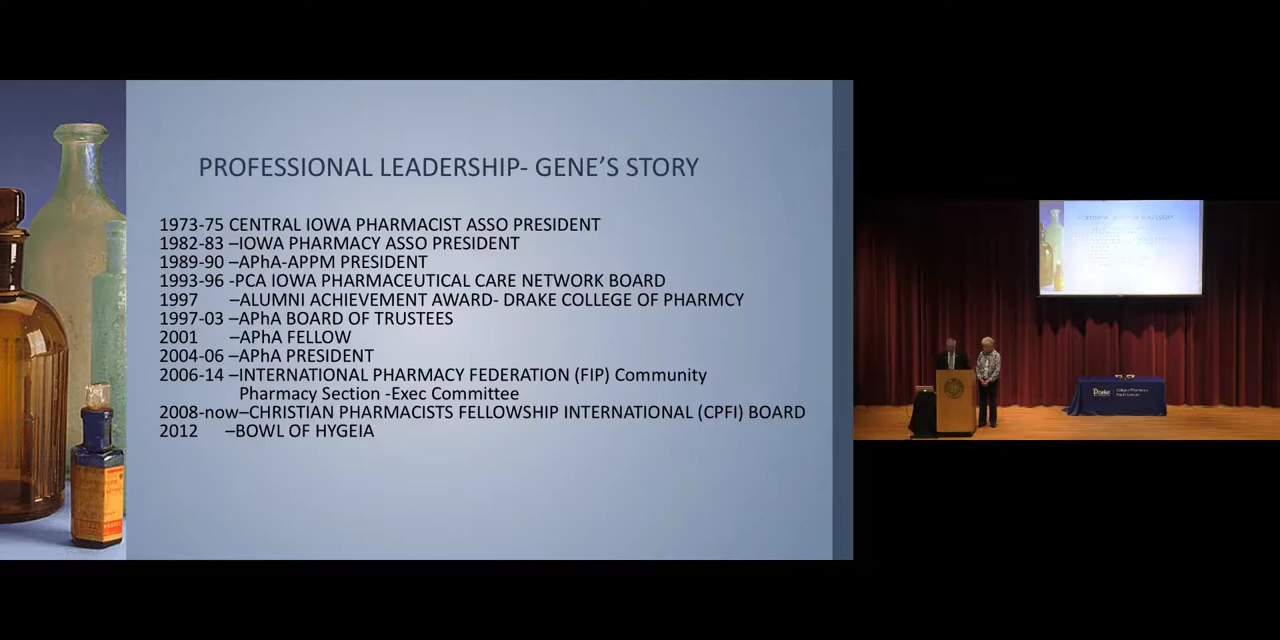 PROFESSIONAL LEADERSHIP- GENE’S STORY
1973-75 CENTRAL IOWA PHARMACIST ASSO PRESIDENT
1982-83 –IOWA PHARMACY ASSO PRESIDENT
1989-90 –APhA-APPM PRESIDENT
1993-96 -PCA IOWA PHARMACEUTICAL CARE NETWORK BOARD
1997 –ALUMNI ACHIEVEMENT AWARD- DRAKE COLLEGE OF PHARMCY
1997-03 –APhA BOARD OF TRUSTEES
2001 –APhA FELLOW
2004-06 –APhA PRESIDENT
2006-14 –INTERNATIONAL PHARMACY FEDERATION (FIP) Community
Pharmacy Section -Exec Committee
2008-now–CHRISTIAN PHARMACISTS FELLOWSHIP INTERNATIONAL (CPFI) BOARD
2012 –BOWL OF HYGEIA
Drake